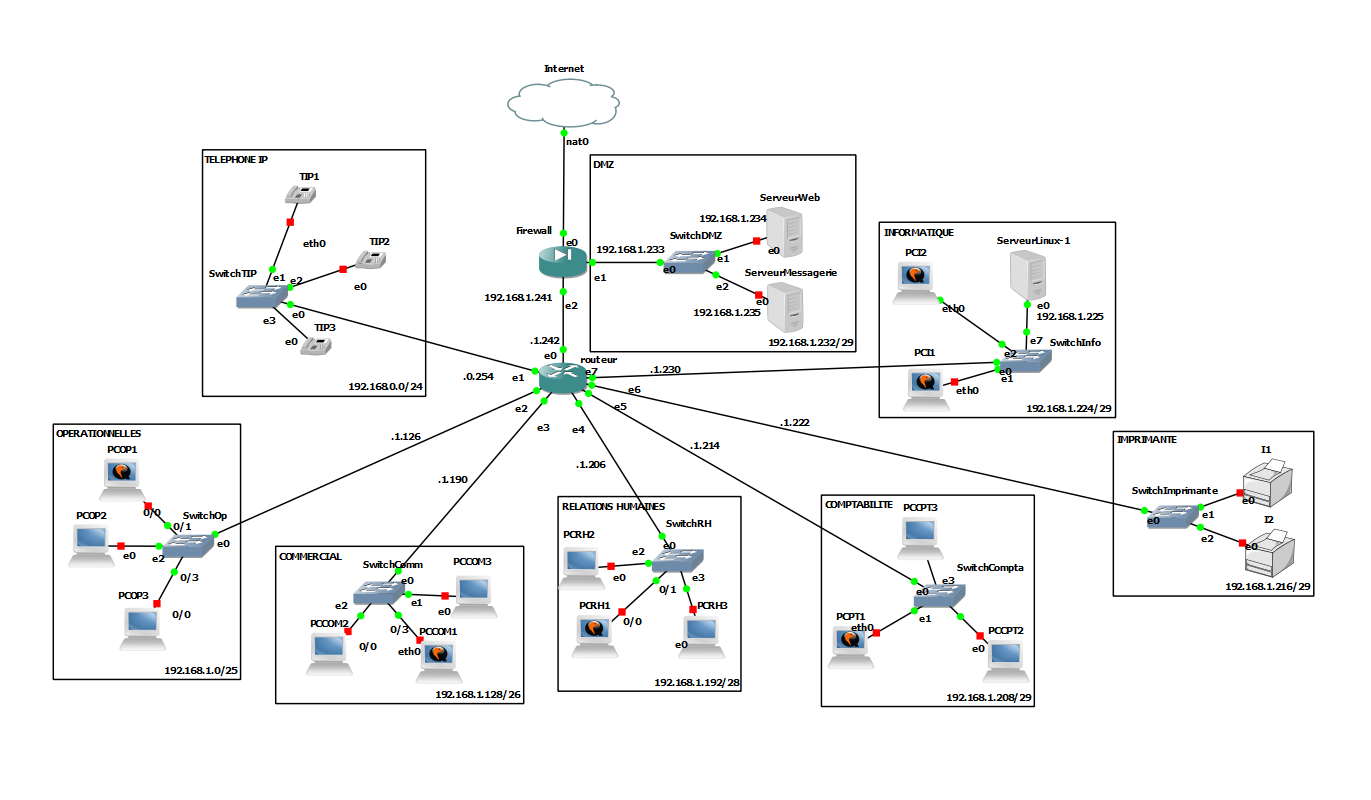 Internet
nat0
TELEPHONE IP
TIP1
eth0
TIP2
e0
SwitchTIP
e1
e2
e0
e3
TIP3
e0
192.168.0.0/24
Firewall
e0
e1
e2
192.168.1.241
DMZ
ServeurWeb
192.168.1.234
e0
SwitchDMZ
192.168.1.233
e0
e1
e2
ServeurMessagerie
e0
192.168.1.235
192.168.1.232/29
INFORMATIQUE
PCI2
eth0
ServeurLinux-1
e0
192.168.1.225
e7
SwitchInfo
e2
e0
e1
PCI1
eth0
192.168.1.224/29
.1.242
e0
routeur
e7
e1
e6
e5
e2
e3
e4
.0.254
.1.230
.1.222
.1.214
.1.206
.1.190
.1.126
OPERATIONNELLES
PCOP1
0/0
0/1
SwitchOp
e0
PCOP2
e0
e2
0/3
PCOP3
0/0
192.168.1.0/25
COMMERCIAL
SwitchComm
e0
PCCOM3
e1
e0
e2
PCCOM2
0/0
0/3
PCCOM1
eth0
192.168.1.128/26
RELATIONS HUMAINES
SwitchRH
e0
PCRH2
e0
e2
e3
0/1
PCRH1
0/0
PCRH3
e0
192.168.1.192/28
COMPTABILITE
PCCPT3
SwitchCompta
e3
e0
e1
PCPT1
eth0
PCCPT2
e0
192.168.1.208/29
IMPRIMANTE
I1
SwitchImprimante
e0
e0
e1
e2
I2
e0
192.168.1.216/29